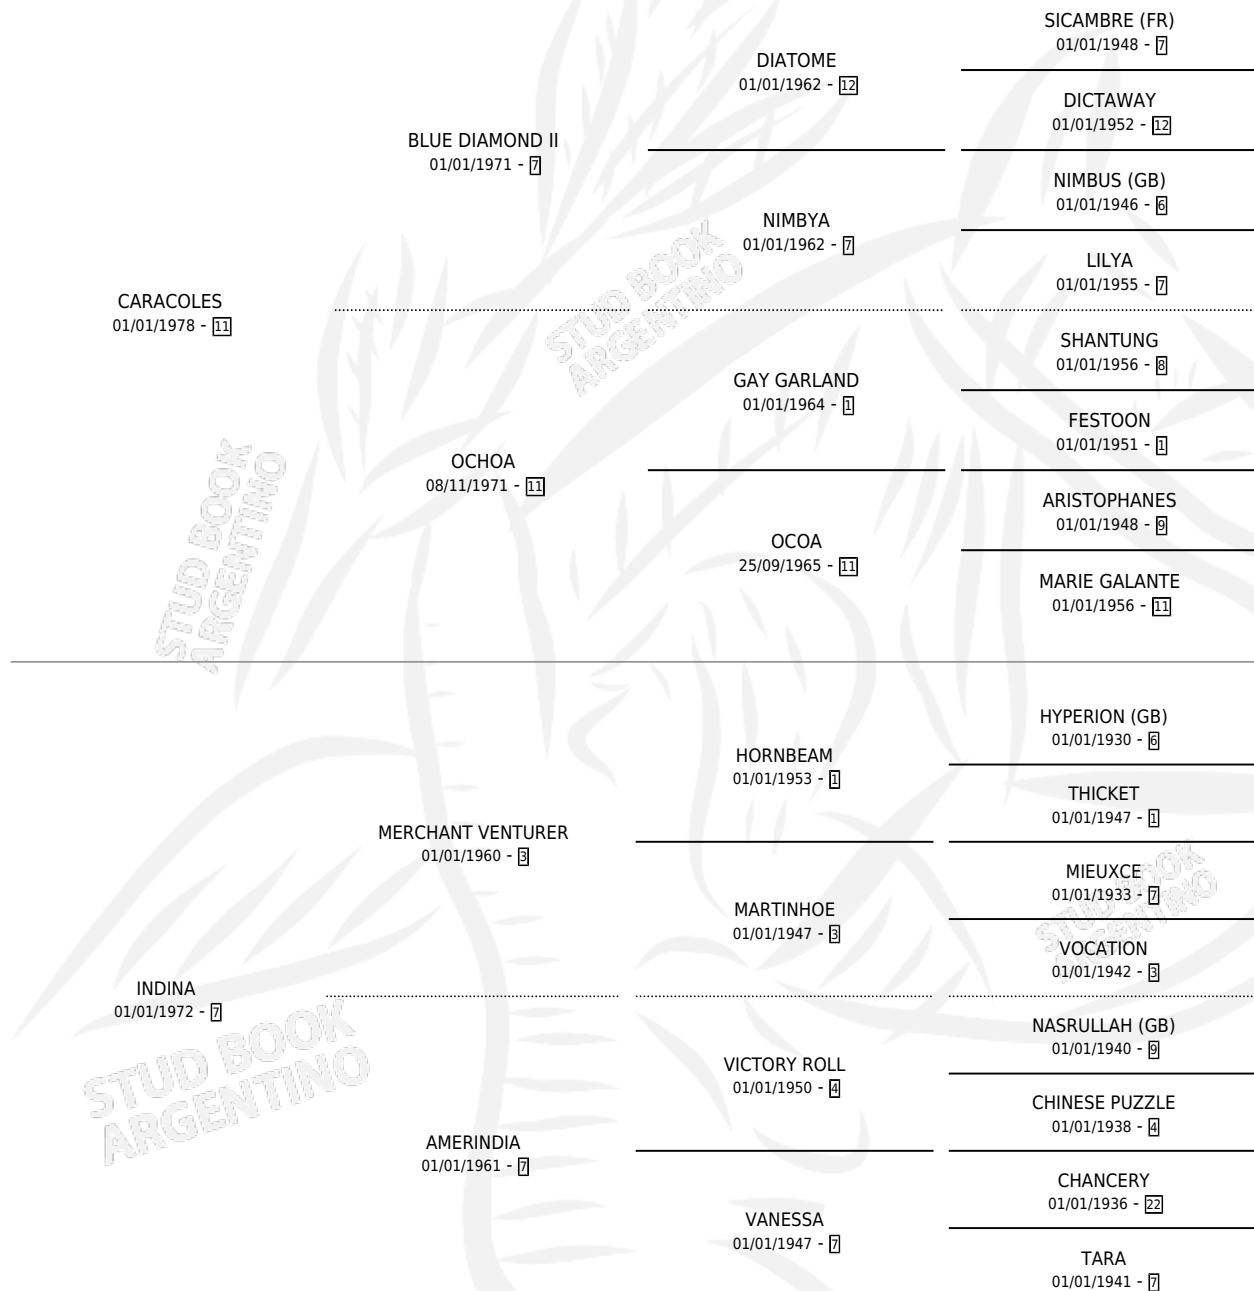 SICAMBRE (FR)
01/01/1948 - 7
DIATOME
01/01/1962 - 12
DICTAWAY
01/01/1952 - 12
BLUE DIAMOND II
01/01/1971 - 7
NIMBUS (GB)
01/01/1946 - 6
NIMBYA
01/01/1962 - 7
LILYA
01/01/1955 - 7
CARACOLES
01/01/1978 - 11
SHANTUNG
01/01/1956 - 8
GAY GARLAND
01/01/1964 - 1
FESTOON
01/01/1951 - 1
OCHOA
08/11/1971 - 11
ARISTOPHANES
01/01/1948 - 9
OCOA
25/09/1965 - 11
MARIE GALANTE
01/01/1956 - 11
HYPERION (GB)
01/01/1930 - 6
HORNBEAM
01/01/1953 - 1
THICKET
01/01/1947 - 1
MERCHANT VENTURER
01/01/1960 - 3
MIEUXCE
01/01/1933 - 7
MARTINHOE
01/01/1947 - 3
VOCATION
01/01/1942 - 3
INDINA
01/01/1972 - 7
NASRULLAH (GB)
01/01/1940 - 9
VICTORY ROLL
01/01/1950 - 4
CHINESE PUZZLE
01/01/1938 - 4
AMERINDIA
01/01/1961 - 7
CHANCERY
01/01/1936 - 22
VANESSA
01/01/1947 - 7
TARA
01/01/1941 - 7
STUD BOOK
ARGENTINO
STUD BOOK
ARGENTINO
STUD BOOK
ARGENTINO
STUD BOOK
ARGENTINO